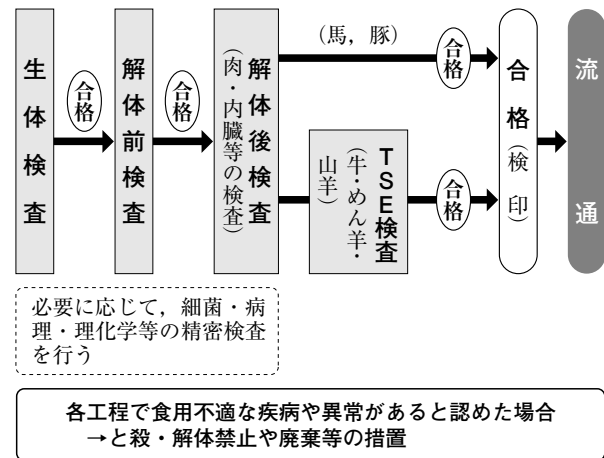 生体検査
合格
解体前検査
合格
解体後検査
(肉・内臓等の検査)
(馬，豚)
合格
TSE検査
(牛・めん羊・
山羊)
合格
合格(検印)
流通
必要に応じて，細菌・病
理・理化学等の精密検査
を行う
各工程で食用不適な疾病や異常があると認めた場合
→と殺・解体禁止や廃棄等の措置